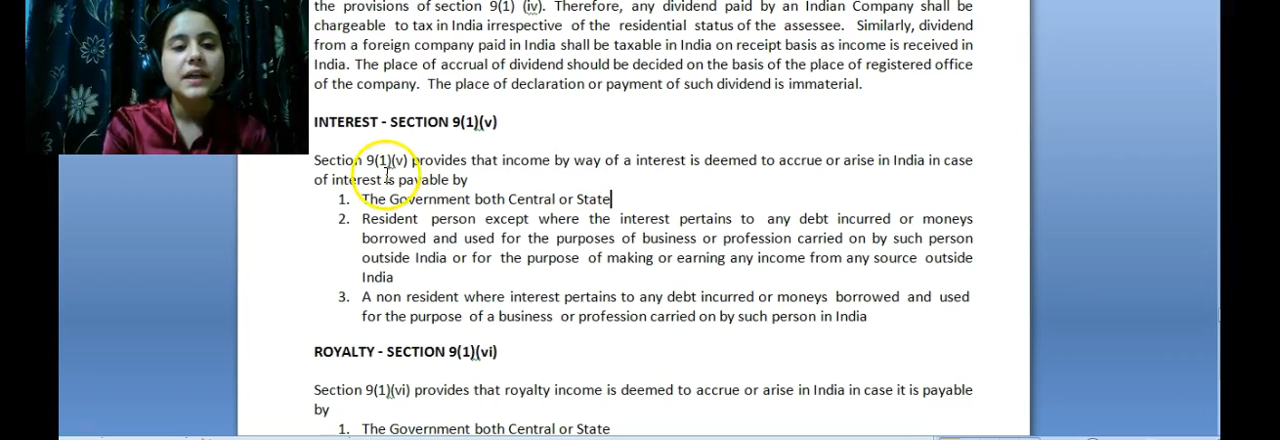 the provisions of section 9(1) (iv). Therefore, any dividend paid by an Indian Company shall be
chargeable to tax in India irrespective of the residential status of the assessee. Similarly, dividend
from a foreign company paid in India shall be taxable in India on receipt basis as income is received in
India. The place of accrual of dividend should be decided on the basis of the place of registered office
of the company. The place of declaration or payment of such dividend is immaterial.
INTEREST - SECTION 9(1)(v)
Section 9(1)(v) provides that income by way of a interest is deemed to accrue or arise in India in case
of interest is payable by
1. The Government both Central or State
2. Resident person except where the interest pertains to any debt incurred or moneys
borrowed and used for the purposes of business or profession carried on by such person
outside India or for the purpose of making or earning any income from any source outside
India
3. A non resident where interest pertains to any debt incurred or moneys borrowed and used
for the purpose of a business or profession carried on by such person in India
ROYALTY - SECTION 9(1)(vi)
Section 9(1)(vi) provides that royalty income is deemed to accrue or arise in India in case it is payable
by
1. The Government both Central or State